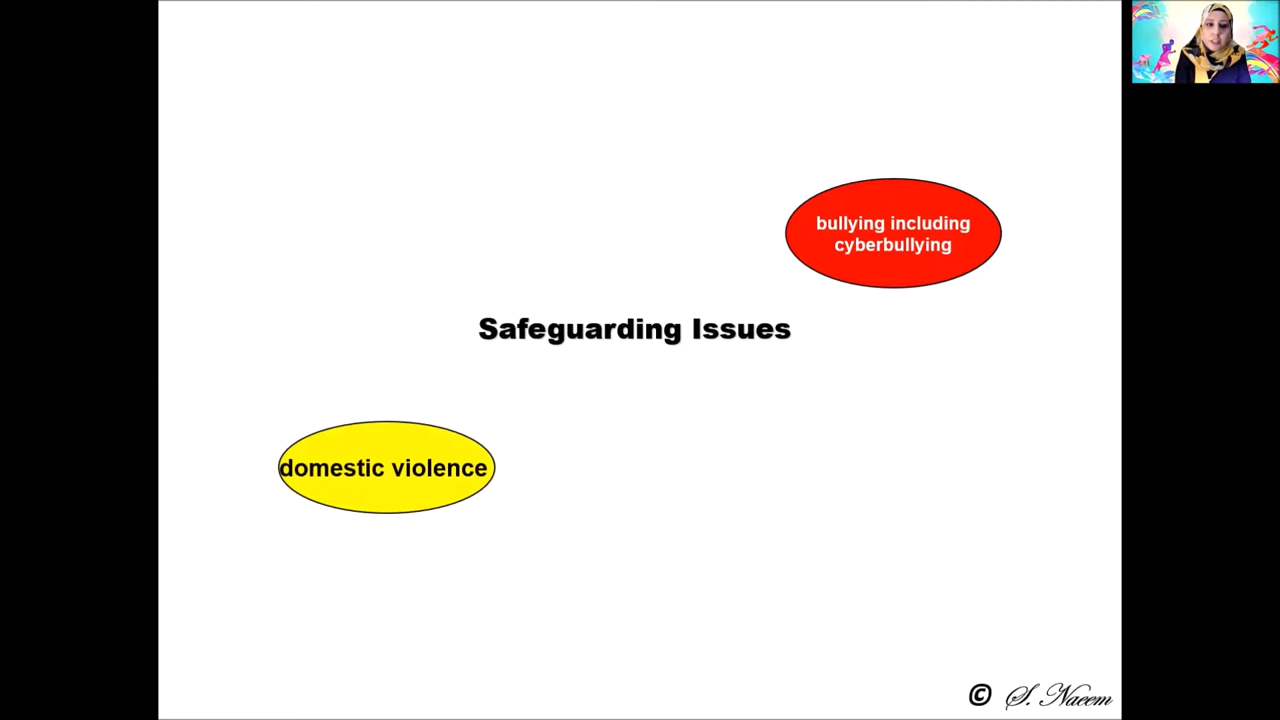 bullying including
cyberbullying
Safeguarding Issues
domestic violence
© S. Naeem